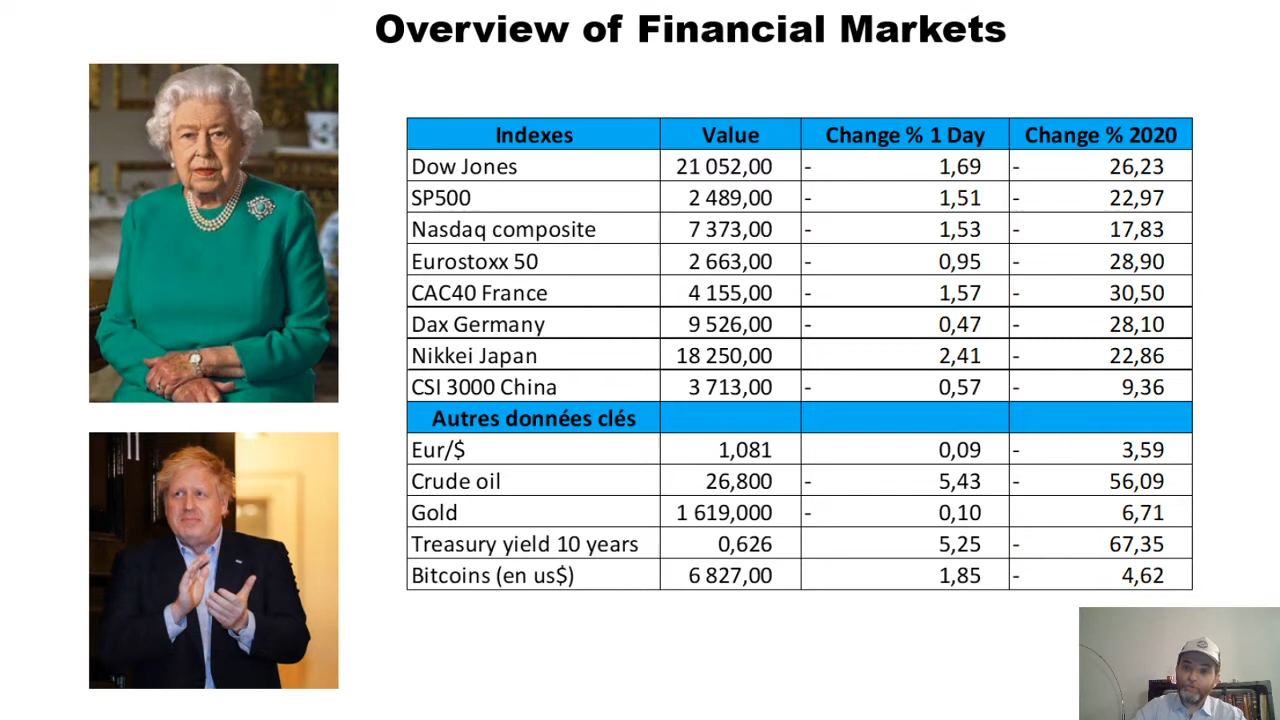 Overview of Financial Markets
Indexes Value Change % 1 Day Change % 2020
Dow Jones 21 052,00 - 1,69 - 26,23
SP500 2 489,00 - 1,51 - 22,97
Nasdaq composite 7 373,00 - 1,53 - 17,83
Eurostoxx 50 2 663,00 - 0,95 - 28,90
CAC40 France 4 155,00 - 1,57 - 30,50
Dax Germany 9 526,00 - 0,47 - 28,10
Nikkei Japan 18 250,00 2,41 - 22,86
CSI 3000 China 3 713,00 - 0,57 - 9,36
Autres données clés
Eur/$ 1,081 0,09 - 3,59
Crude oil 26,800 - 5,43 - 56,09
Gold 1 619,000 - 0,10 6,71
Treasury yield 10 years 0,626 5,25 - 67,35
Bitcoins (en us$) 6 827,00 1,85 - 4,62